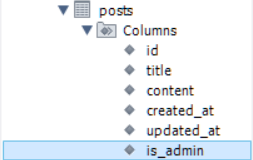 posts
Columns
id
title
content
created_at
updated_at
is_admin